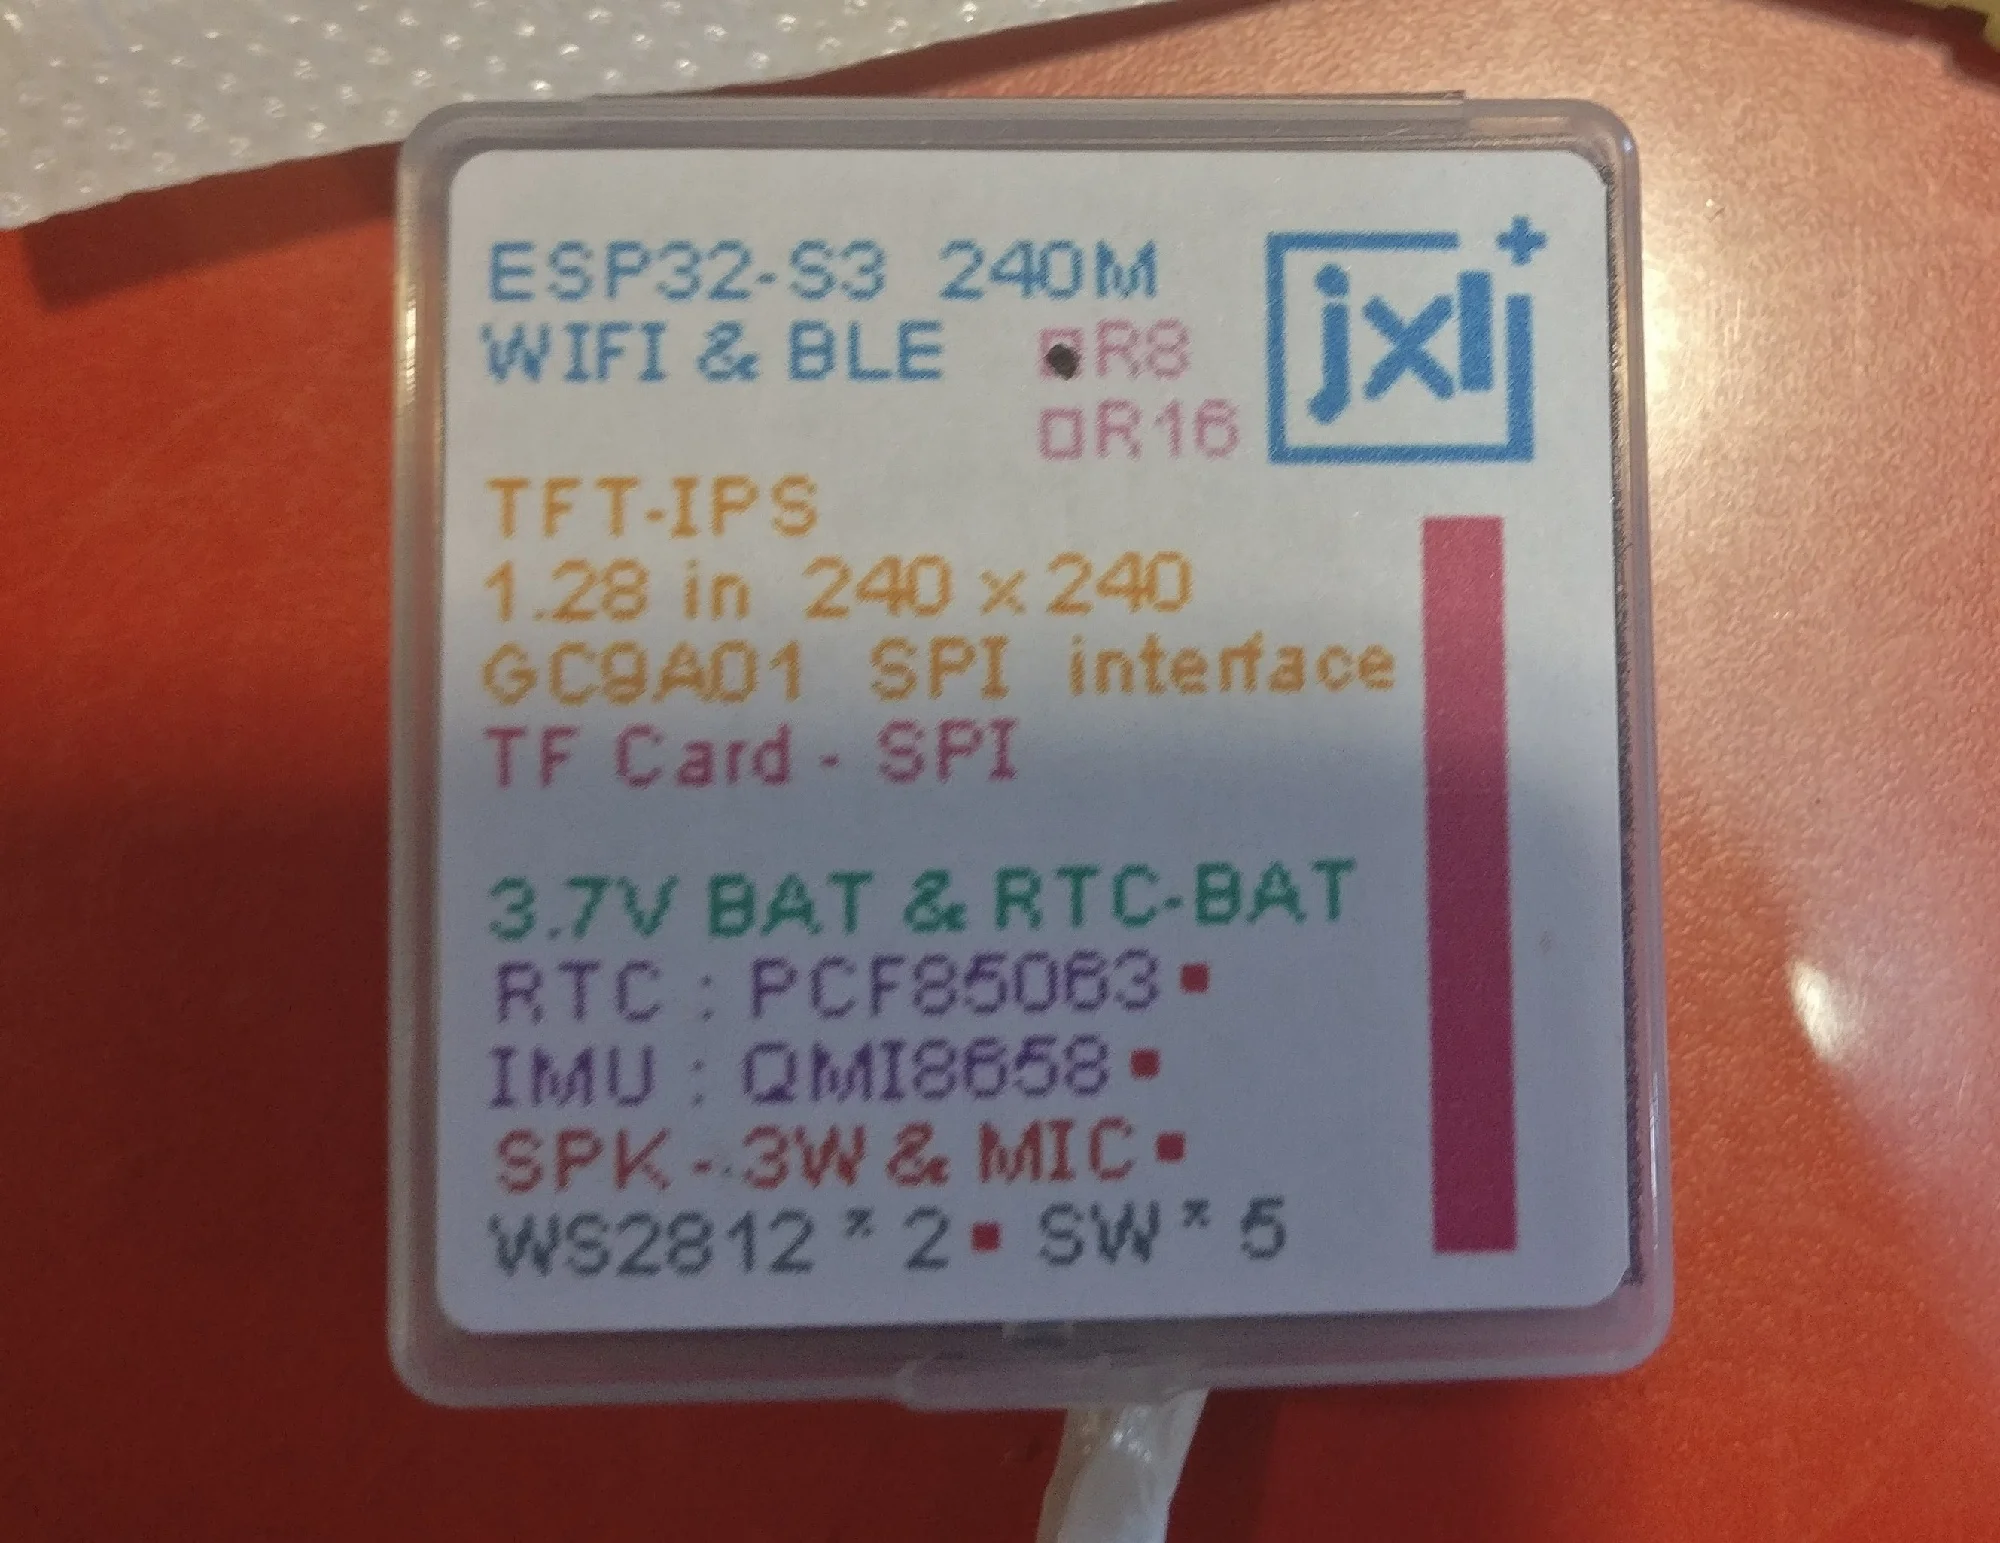 ESP32-S3 240M
WIFI & BLE R8
R16
jxl+
TFT-IPS
1.28 in 240 x 240
GC9A01 SPI interface
TF Card - SPI
3.7V BAT & RTC-BAT
RTC : PCF85063
IMU : QMI8658
SPK - 3W & MIC
WS2812 * 2 SW * 5